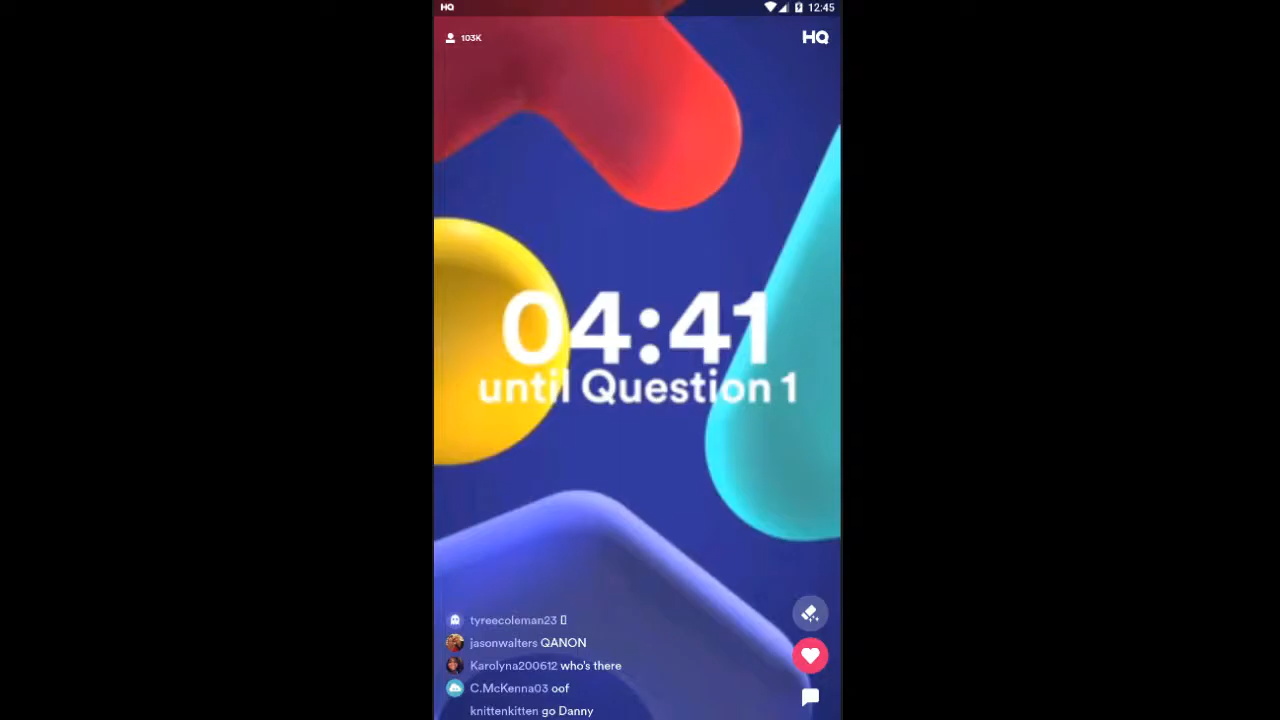 HQ
12:45
103K
HQ
04:41
until Question 1
tyreecoleman23
jasonwalters QANON
Karolyna200612 who's there
C.McKenna03 oof
knittenkitten go Danny